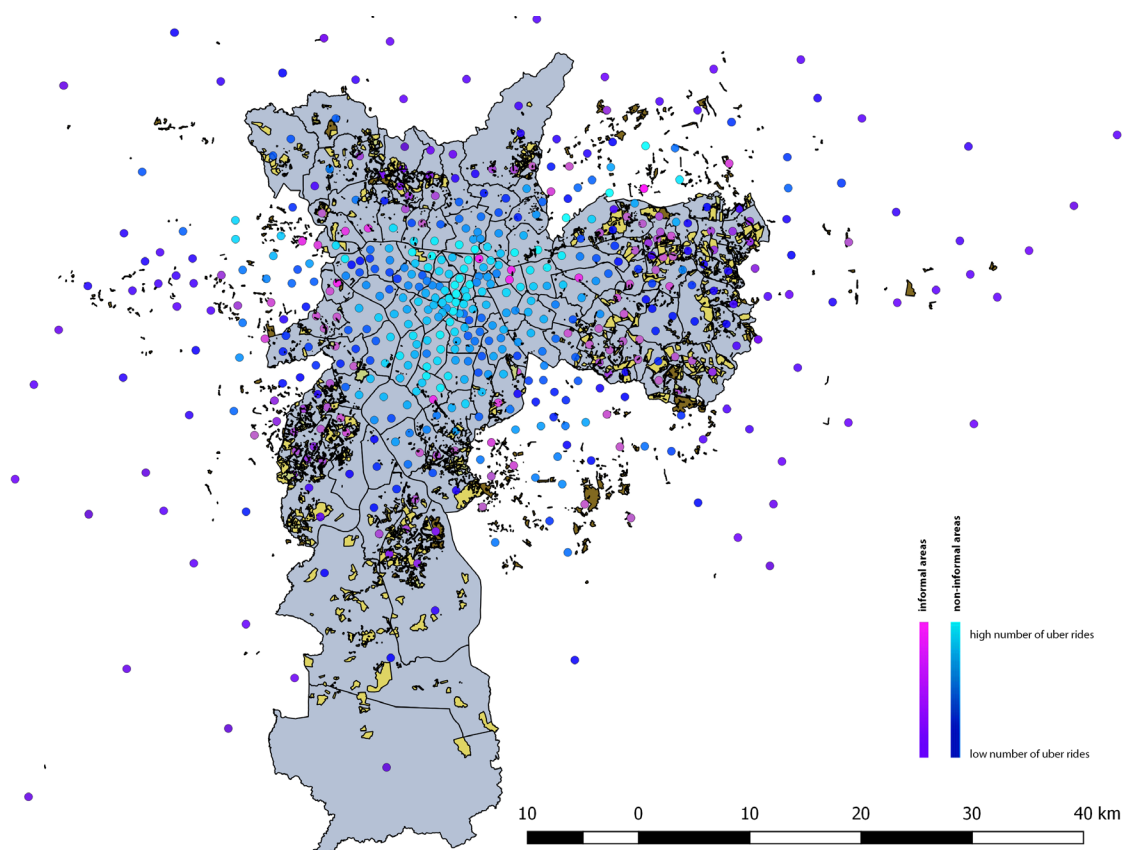 informal areas
non-informal areas
high number of uber rides
low number of uber rides
10 0 10 20 30 40 km